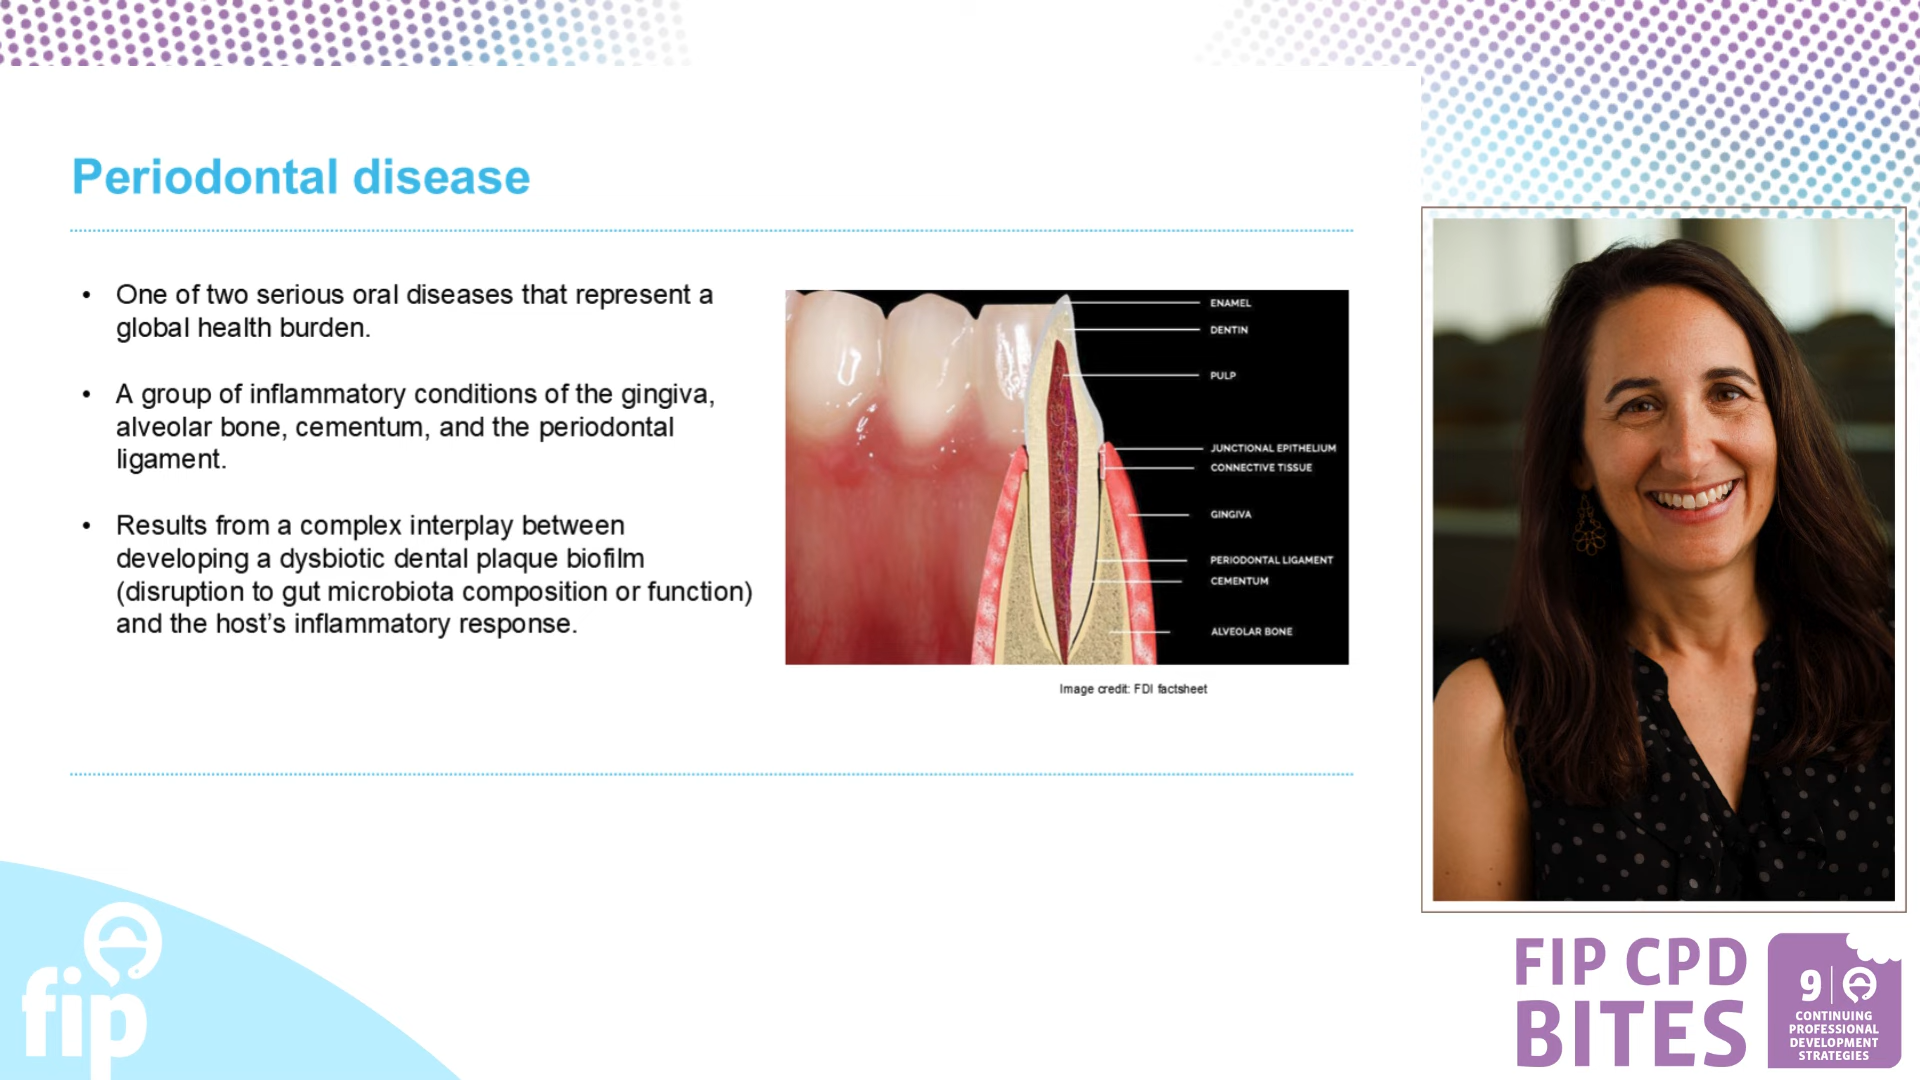 Periodontal disease
• One of two serious oral diseases that represent a
global health burden.
• A group of inflammatory conditions of the gingiva,
alveolar bone, cementum, and the periodontal
ligament.
• Results from a complex interplay between
developing a dysbiotic dental plaque biofilm
(disruption to gut microbiota composition or function)
and the host's inflammatory response.
ENAMEL
DENTIN
PULP
JUNCTIONAL EPITHELIUM
CONNECTIVE TISSUE
GINGIVA
PERIODONTAL LIGAMENT
CEMENTUM
ALVEOLAR BONE
Image credit: FDI factsheet
fip
FIP CPD
BITES
9
CONTINUING
PROFESSIONAL
DEVELOPMENT
STRATEGIES